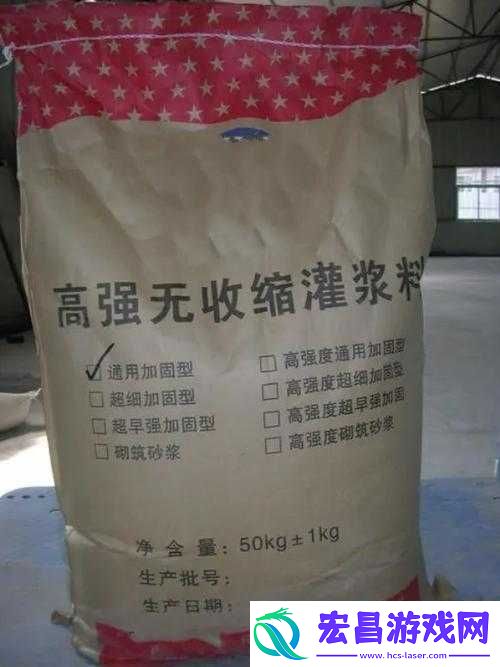 高强无收缩灌浆料
通用加固型
高强度通用加固型
超细加固型
高强度超细加固型
超早强加固型
高强度超早强加固
砌筑砂浆
高强度砌筑砂浆
净含量：50kg±1kg
生产批号：
生产日期：
宏昌游戏网
www.hcs-laser.com